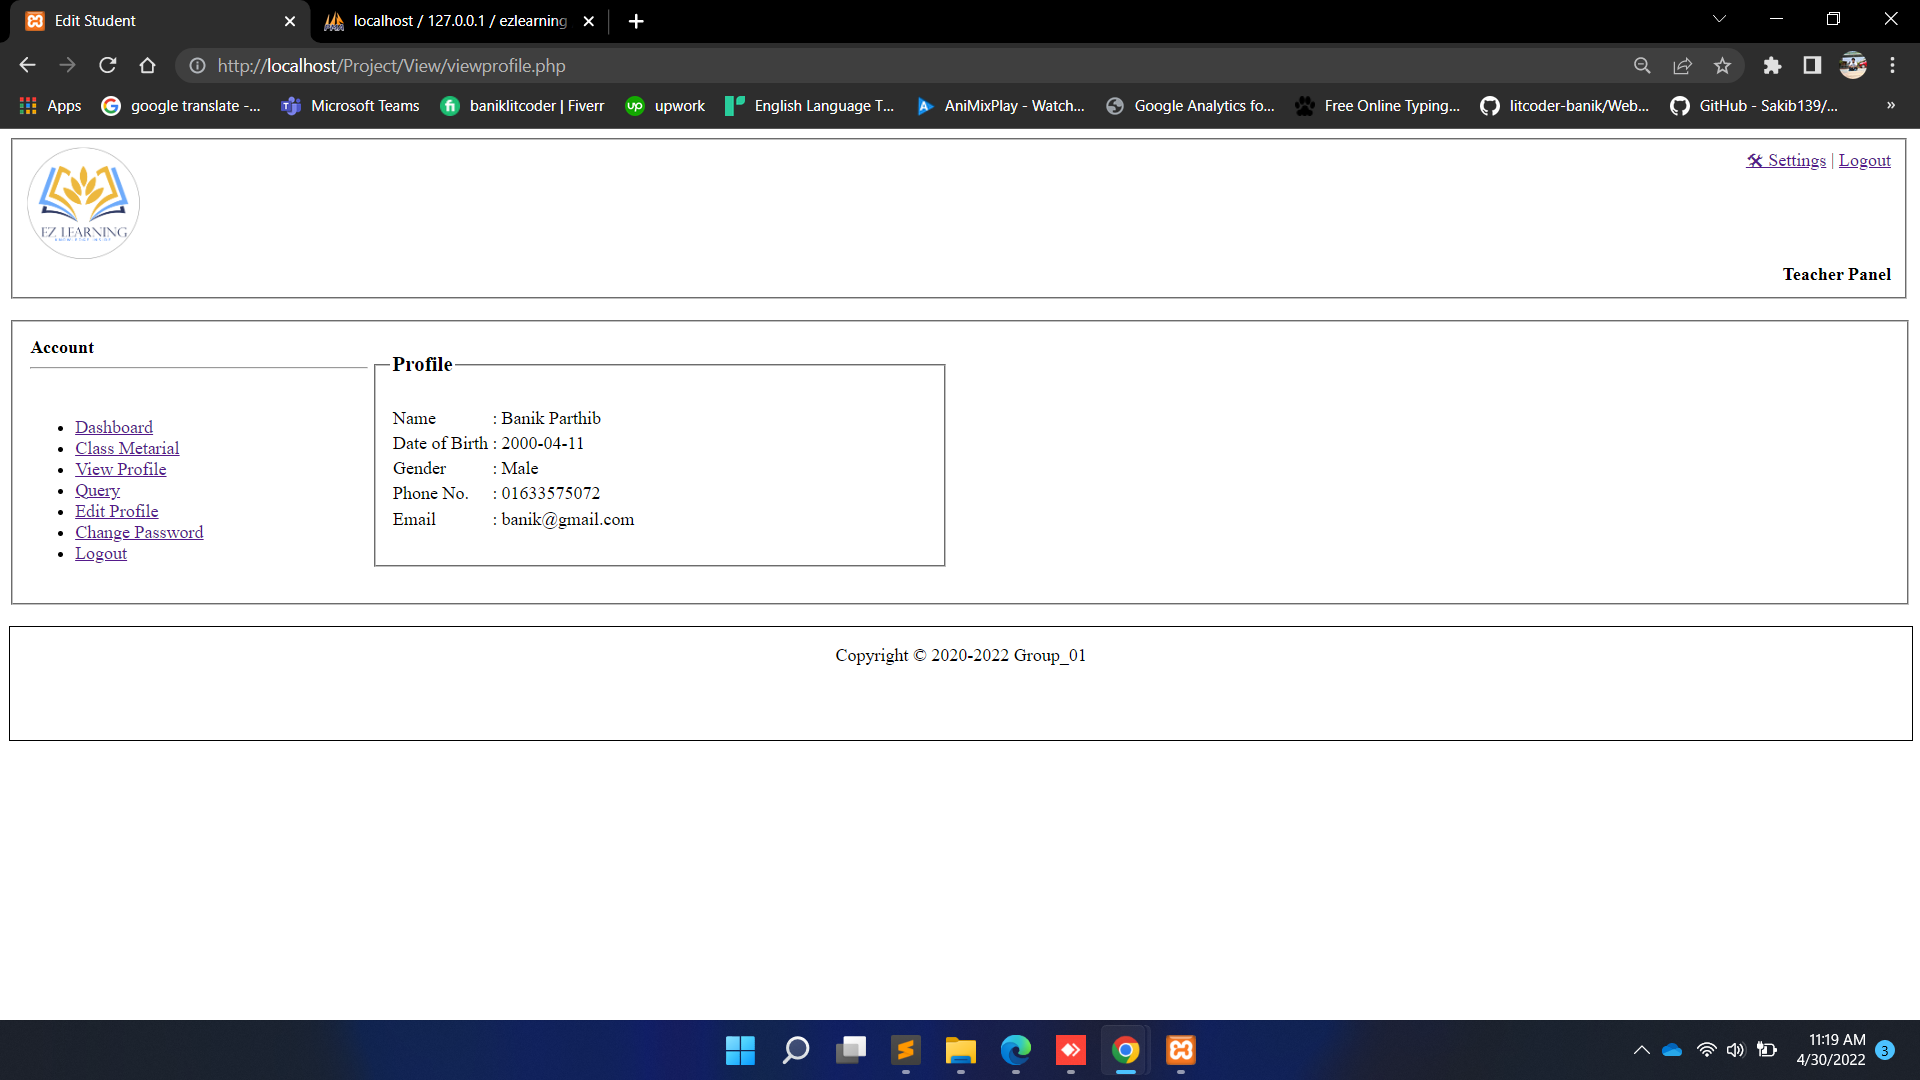 Edit Student
localhost / 127.0.0.1 / ezlearning
http://localhost/Project/View/viewprofile.php
Apps
google translate -...
Microsoft Teams
baniklitcoder | Fiverr
upwork
English Language T...
AniMixPlay - Watch...
Google Analytics fo...
Free Online Typing...
litcoder-banik/Web...
GitHub - Sakib139/...
»
EZ LEARNING
KNOWLEDGE INSIDE
🛠 Settings | Logout
Teacher Panel
Account
Dashboard
Class Metarial
View Profile
Query
Edit Profile
Change Password
Logout
Profile
Name : Banik Parthib
Date of Birth : 2000-04-11
Gender : Male
Phone No. : 01633575072
Email : banik@gmail.com
Copyright © 2020-2022 Group_01
11:19 AM
4/30/2022
3